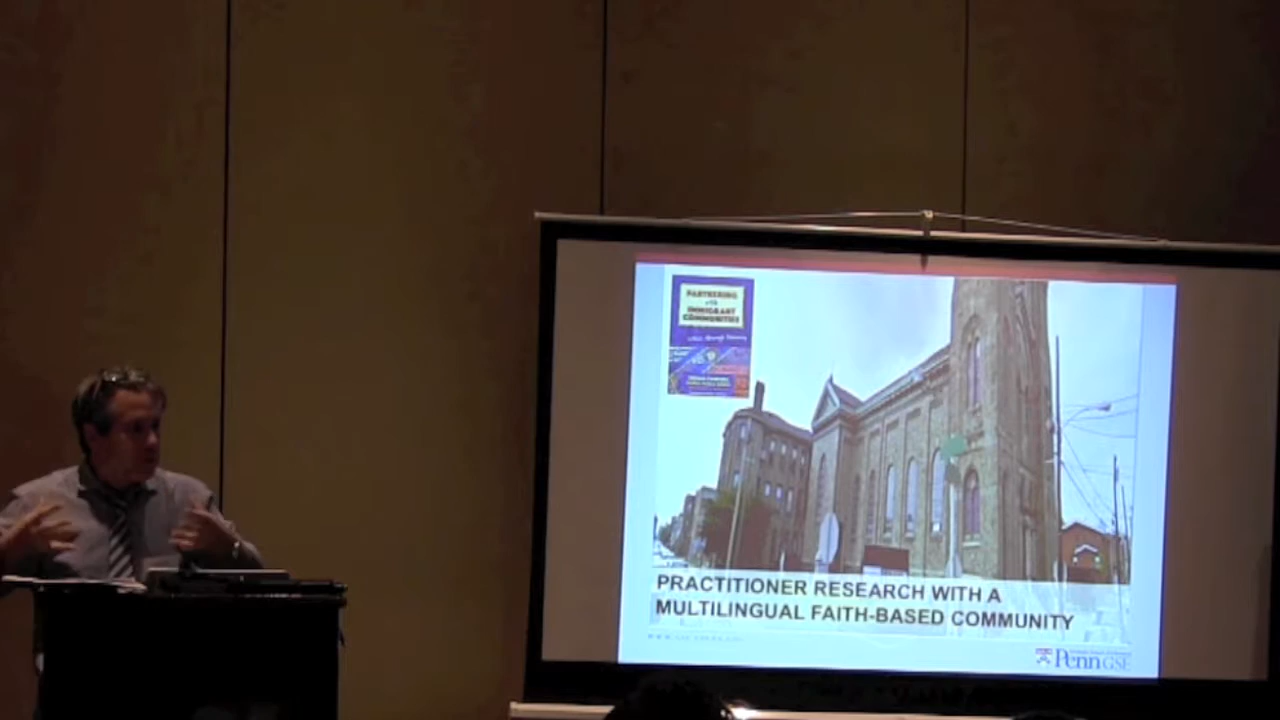 PARTNERING
WITH
IMMIGRANT
COMMUNITIES
PRACTITIONER RESEARCH WITH A
MULTILINGUAL FAITH-BASED COMMUNITY
Penn GSE